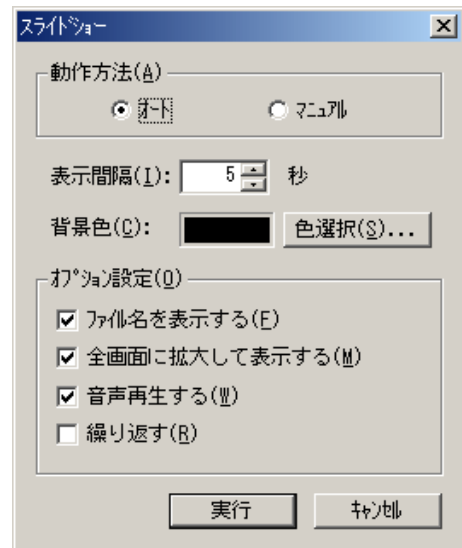 スライドショー
動作方法(A)
オート マニュアル
表示間隔(I): 5 秒
背景色(C): 色選択(S)...
オプション設定(O)
ファイル名を表示する(F)
全画面に拡大して表示する(M)
音声再生する(W)
繰り返す(R)
実行 キャンセル